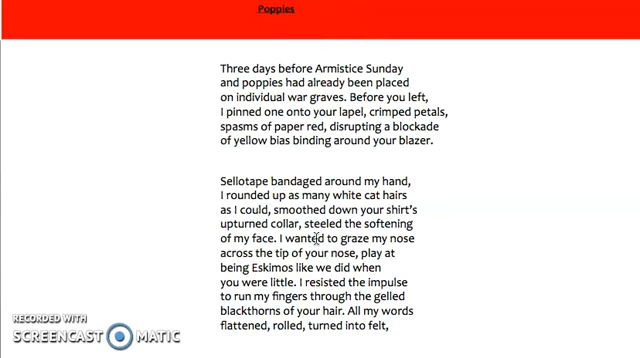 Poppies
Three days before Armistice Sunday
and poppies had already been placed
on individual war graves. Before you left,
I pinned one onto your lapel, crimped petals,
spasms of paper red, disrupting a blockade
of yellow bias binding around your blazer.
Sellotape bandaged around my hand,
I rounded up as many white cat hairs
as I could, smoothed down your shirt's
upturned collar, steeled the softening
of my face. I wanted to graze my nose
across the tip of your nose, play at
being Eskimos like we did when
you were little. I resisted the impulse
to run my fingers through the gelled
blackthorns of your hair. All my words
flattened, rolled, turned into felt,
RECORDED WITH
SCREENCAST MATIC